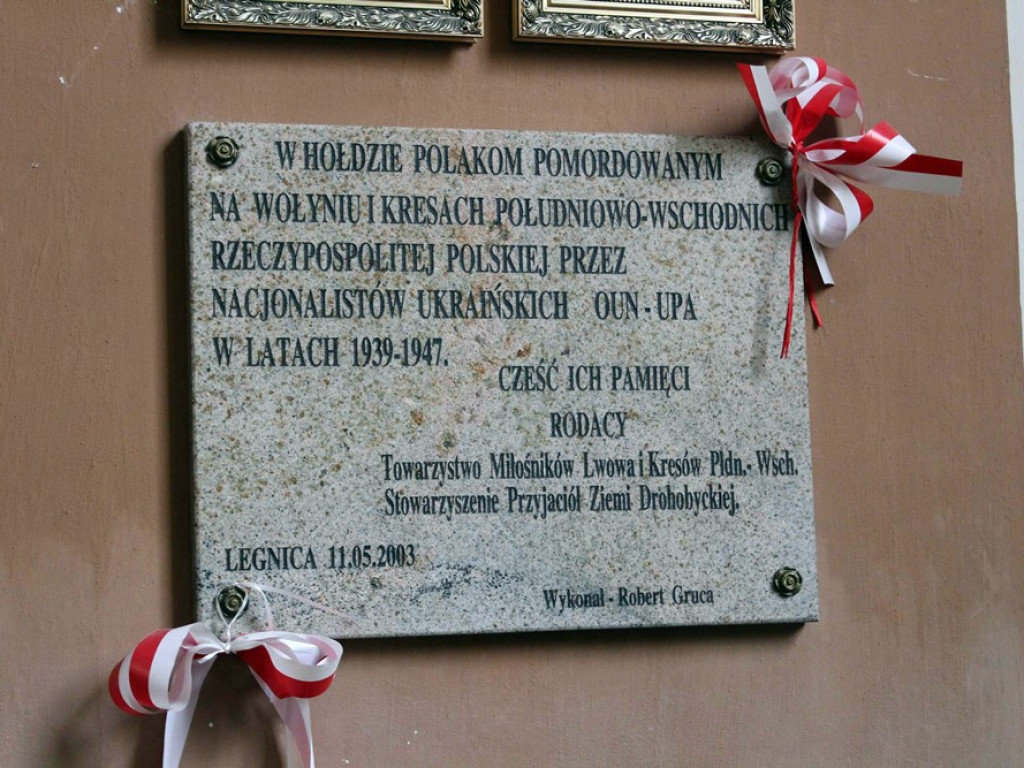 W HOŁDZIE POLAKOM POMORDOWANYM
NA WOŁYNIU I KRESACH POŁUDNIOWO-WSCHODNICH
RZECZYPOSPOLITEJ POLSKIEJ PRZEZ
NACJONALISTÓW UKRAIŃSKICH OUN - UPA
W LATACH 1939-1947.
CZEŚĆ ICH PAMIĘCI
RODACY
Towarzystwo Miłośników Lwowa i Kresów Płdn.- Wsch.
Stowarzyszenie Przyjaciół Ziemi Drohobyckiej.
LEGNICA 11.05.2003
Wykonał - Robert Gruca